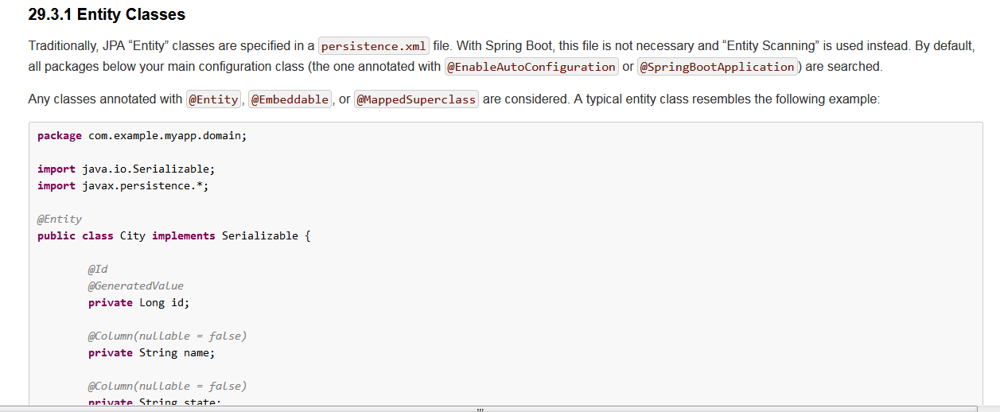 29.3.1 Entity Classes
Traditionally, JPA “Entity” classes are specified in a persistence.xml file. With Spring Boot, this file is not necessary and “Entity Scanning” is used instead. By default,
all packages below your main configuration class (the one annotated with @EnableAutoConfiguration or @SpringBootApplication) are searched.
Any classes annotated with @Entity, @Embeddable, or @MappedSuperclass are considered. A typical entity class resembles the following example:
package com.example.myapp.domain;
import java.io.Serializable;
import javax.persistence.*;
@Entity
public class City implements Serializable {
@Id
@GeneratedValue
private Long id;
@Column(nullable = false)
private String name;
@Column(nullable = false)
private String state;